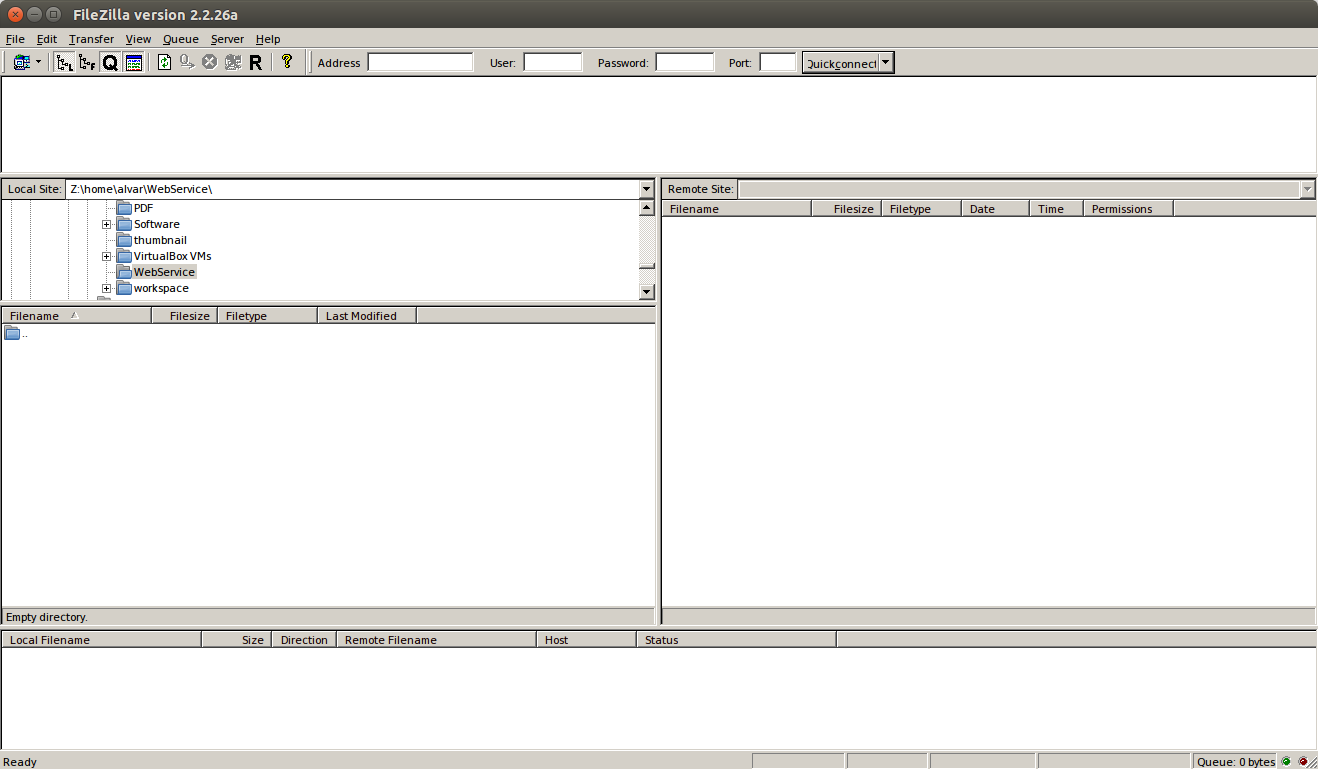 FileZilla version 2.2.26a
File Edit Transfer View Queue Server Help
L F Q R ? Address User: Password: Port: Quickconnect
Local Site: Z:\home\alvar\WebService\
Remote Site:
PDF
Software
thumbnail
VirtualBox VMs
WebService
workspace
Filename Filesize Filetype Date Time Permissions
Filename Filesize Filetype Last Modified
..
Empty directory.
Local Filename Size Direction Remote Filename Host Status
Ready Queue: 0 bytes